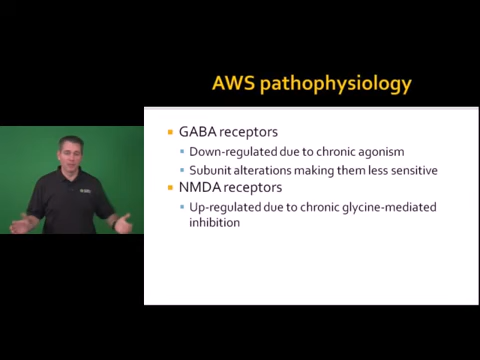 AWS pathophysiology
GABA receptors
Down-regulated due to chronic agonism
Subunit alterations making them less sensitive
NMDA receptors
Up-regulated due to chronic glycine-mediated
inhibition